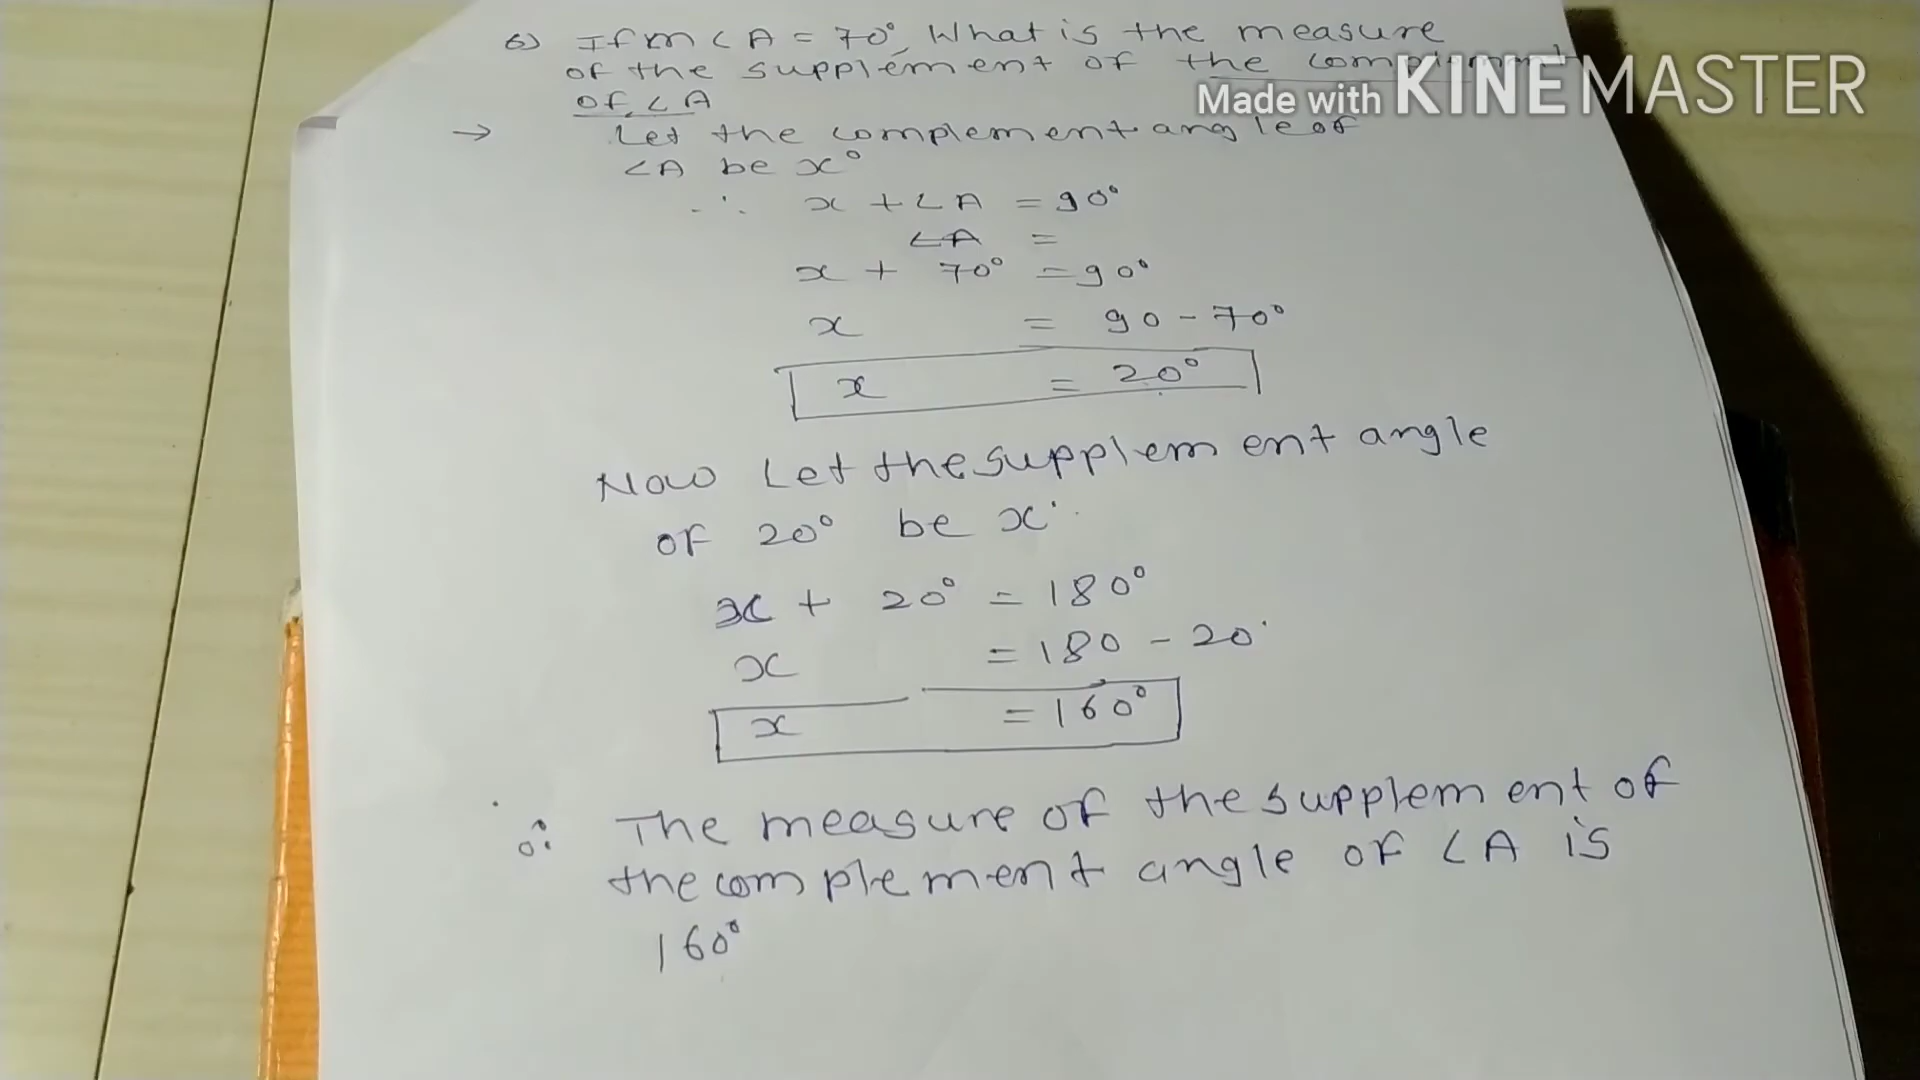 6) If m∠A = 70°, What is the measure
of the supplement of the
of ∠A
Made with KINEMASTER
→ Let the complement angle of
∠A be x°
∴ x + ∠A = 90°
∠A =
x + 70° = 90°
x = 90 - 70°
x = 20°
Now Let the supplement angle
of 20° be x°
x + 20° = 180°
x = 180 - 20°
x = 160°
∴ The measure of the supplement of
the complement angle of ∠A is
160°